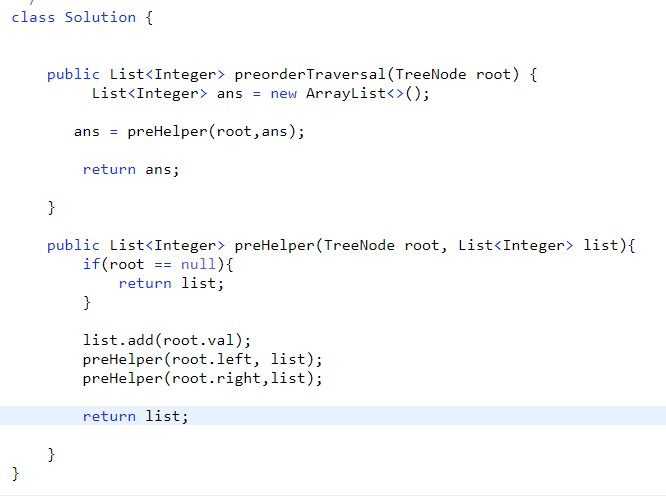 class Solution {
public List<Integer> preorderTraversal(TreeNode root) {
List<Integer> ans = new ArrayList<>();
ans = preHelper(root,ans);
return ans;
}
public List<Integer> preHelper(TreeNode root, List<Integer> list){
if(root == null){
return list;
}
list.add(root.val);
preHelper(root.left, list);
preHelper(root.right,list);
return list;
}
}